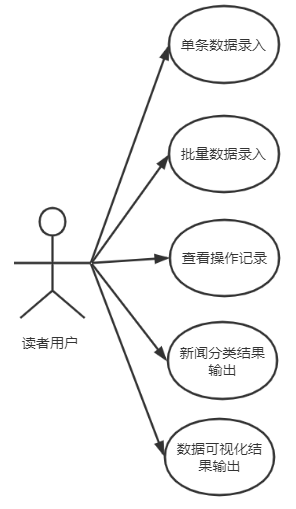 单条数据录入
批量数据录入
查看操作记录
读者用户
新闻分类结果
输出
数据可视化结
果输出